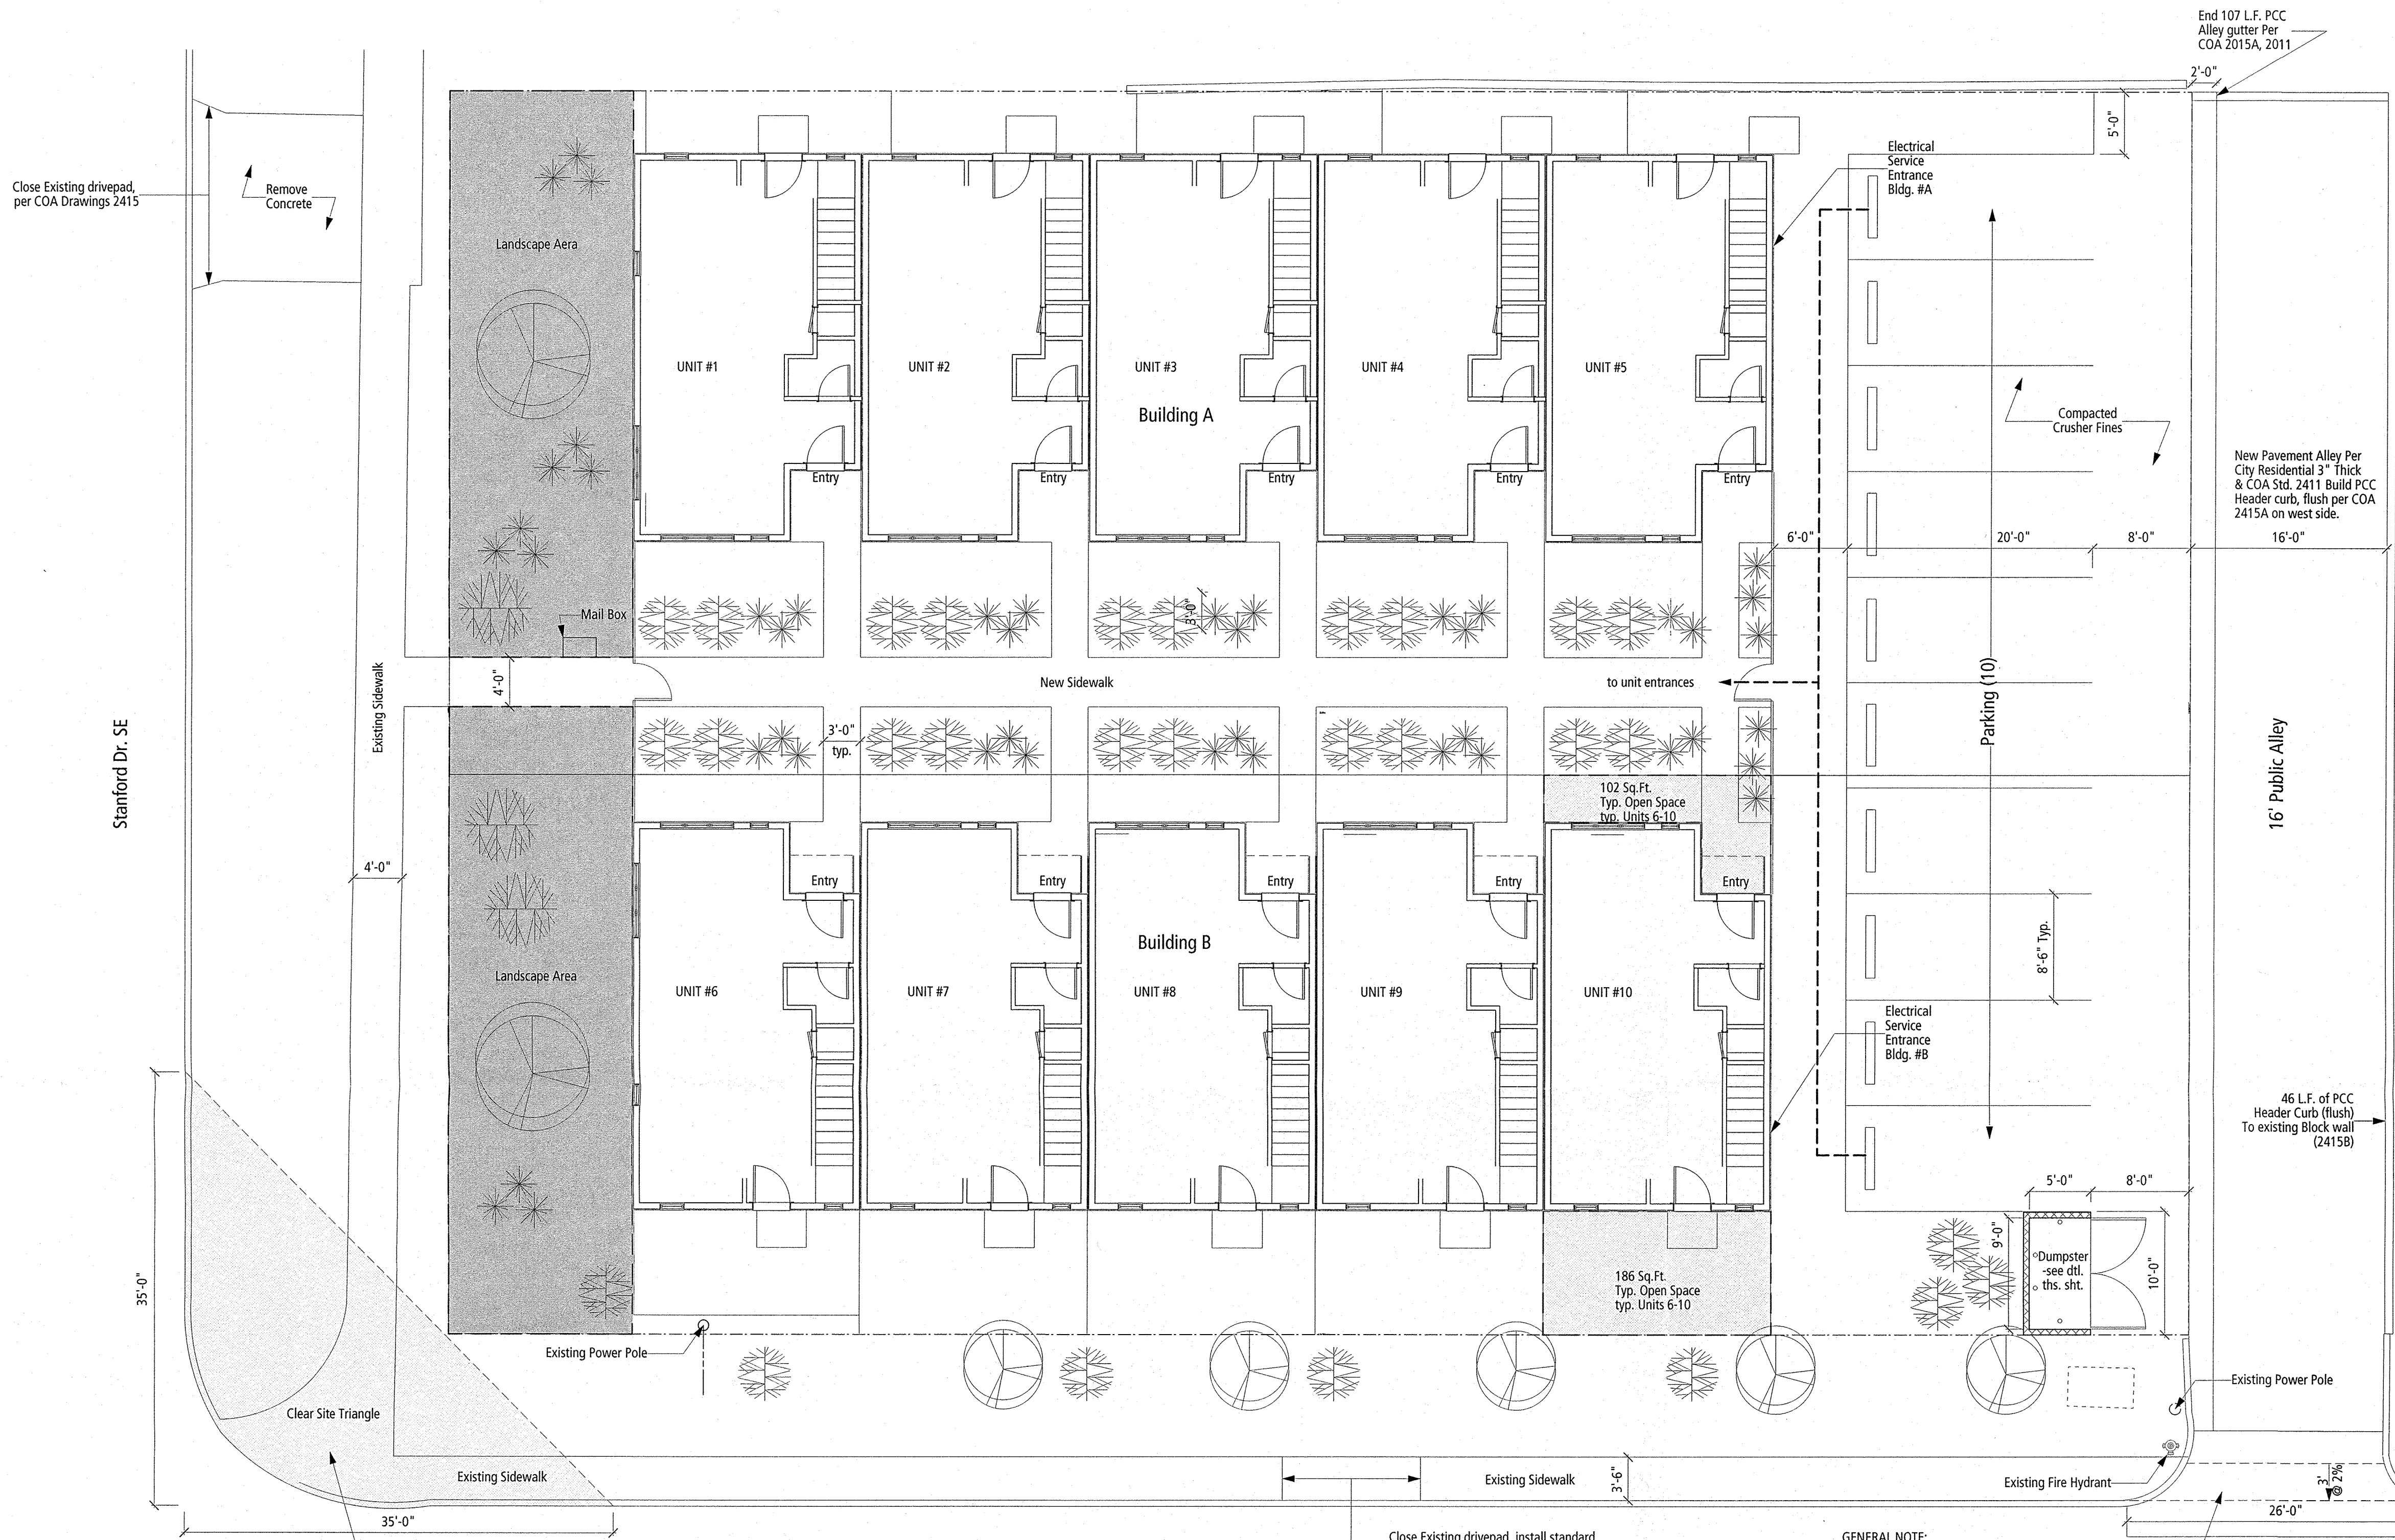 End 107 L.F. PCC
Alley gutter Per
COA 2015A, 2011
2'-0"
5'-0"
Close Existing drivepad,
per COA Drawings 2415
Remove
Concrete
Electrical
Service
Entrance
Bldg. #A
Landscape Aera
UNIT #1
UNIT #2
UNIT #3
UNIT #4
UNIT #5
Building A
Compacted
Crusher Fines
Entry
Entry
Entry
Entry
Entry
New Pavement Alley Per
City Residential 3" Thick
& COA Std. 2411 Build PCC
Header curb, flush per COA
2415A on west side.
6'-0"
20'-0"
8'-0"
16'-0"
Mail Box
3'-0"
4'-0"
New Sidewalk
to unit entrances
Existing Sidewalk
Parking (10)
Stanford Dr. SE
16' Public Alley
3'-0"
typ.
102 Sq.Ft.
Typ. Open Space
typ. Units 6-10
4'-0"
Entry
Entry
Entry
Entry
Entry
Building B
8'-6" Typ.
Landscape Area
UNIT #6
UNIT #7
UNIT #8
UNIT #9
UNIT #10
Electrical
Service
Entrance
Bldg. #B
46 L.F. of PCC
Header Curb (flush)
To existing Block wall
(2415B)
5'-0"
8'-0"
9'-0"
Dumpster
-see dtl.
ths. sht.
10'-0"
35'-0"
186 Sq.Ft.
Typ. Open Space
typ. Units 6-10
Existing Power Pole
Existing Power Pole
Clear Site Triangle
Existing Sidewalk
Existing Sidewalk
3'-6"
Existing Fire Hydrant
3'
@ 2%
26'-0"
35'-0"
Close Existing drivepad, install standard
GENERAL NOTE: